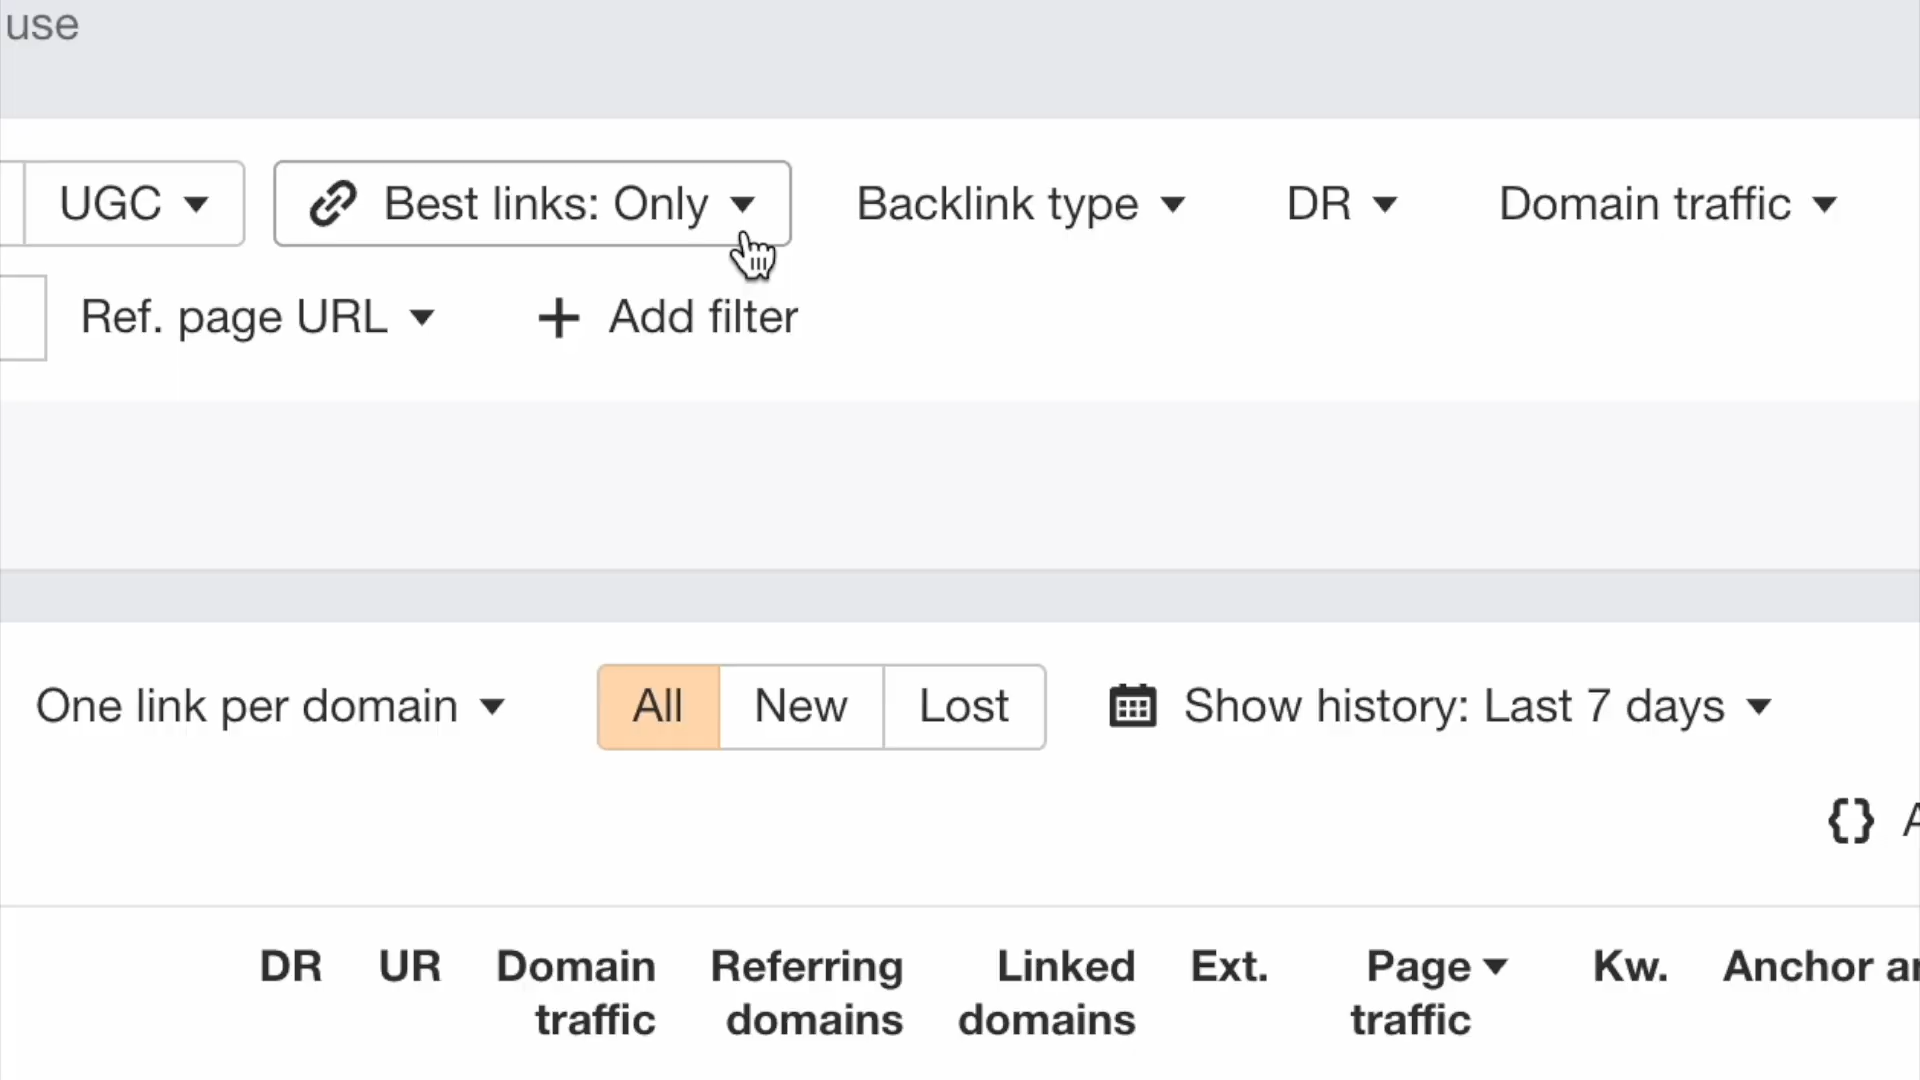 use
UGC Best links: Only Backlink type DR Domain traffic
Ref. page URL + Add filter
One link per domain All New Lost Show history: Last 7 days
{} A
DR UR Domain traffic Referring domains Linked domains Ext. Page traffic Kw. Anchor an